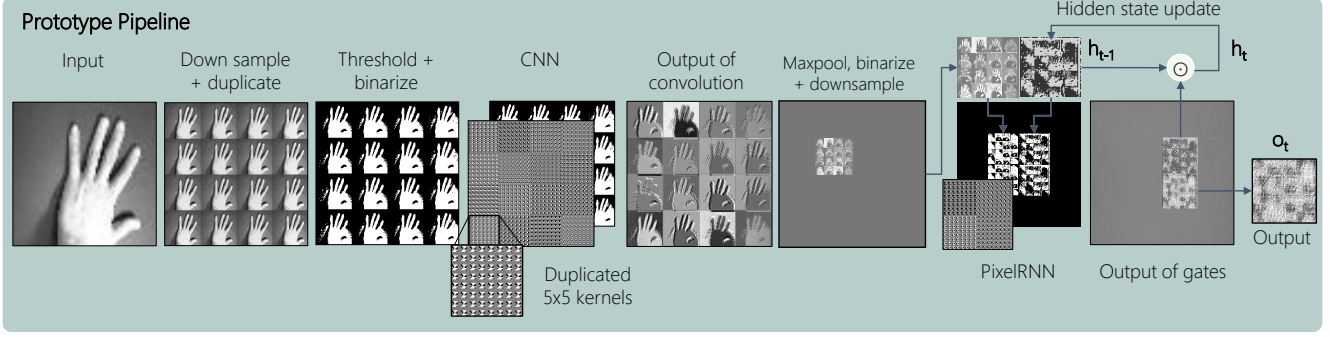 Prototype Pipeline
Input
Down sample
+ duplicate
Threshold +
binarize
CNN
Output of
convolution
Maxpool, binarize
+ downsample
Hidden state update
h_{t-1}
h_t
⊙
o_t
Output
Duplicated
5x5 kernels
PixelRNN
Output of gates